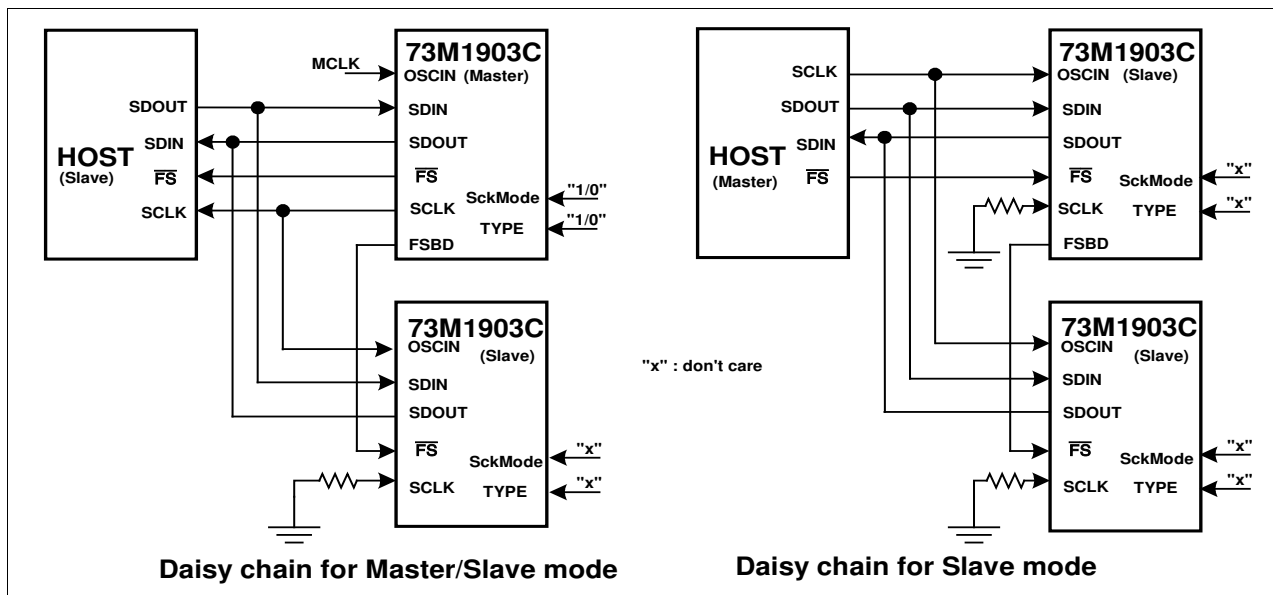 73M1903C
MCLK
OSCIN (Master)
SDOUT
SDIN
SDIN
SDOUT
HOST
(Slave)
FS
FS
"1/0"
SckMode
SCLK
SCLK
"1/0"
TYPE
FSBD
73M1903C
OSCIN
(Slave)
SDIN
SDOUT
FS
"x"
SckMode
SCLK
"x"
TYPE
Daisy chain for Master/Slave mode
73M1903C
SCLK
OSCIN (Slave)
SDOUT
SDIN
SDIN
SDOUT
HOST
(Master)
FS
FS
"x"
SckMode
SCLK
"x"
TYPE
FSBD
73M1903C
OSCIN
(Slave)
"x" : don't care
SDIN
SDOUT
FS
"x"
SckMode
SCLK
"x"
TYPE
Daisy chain for Slave mode